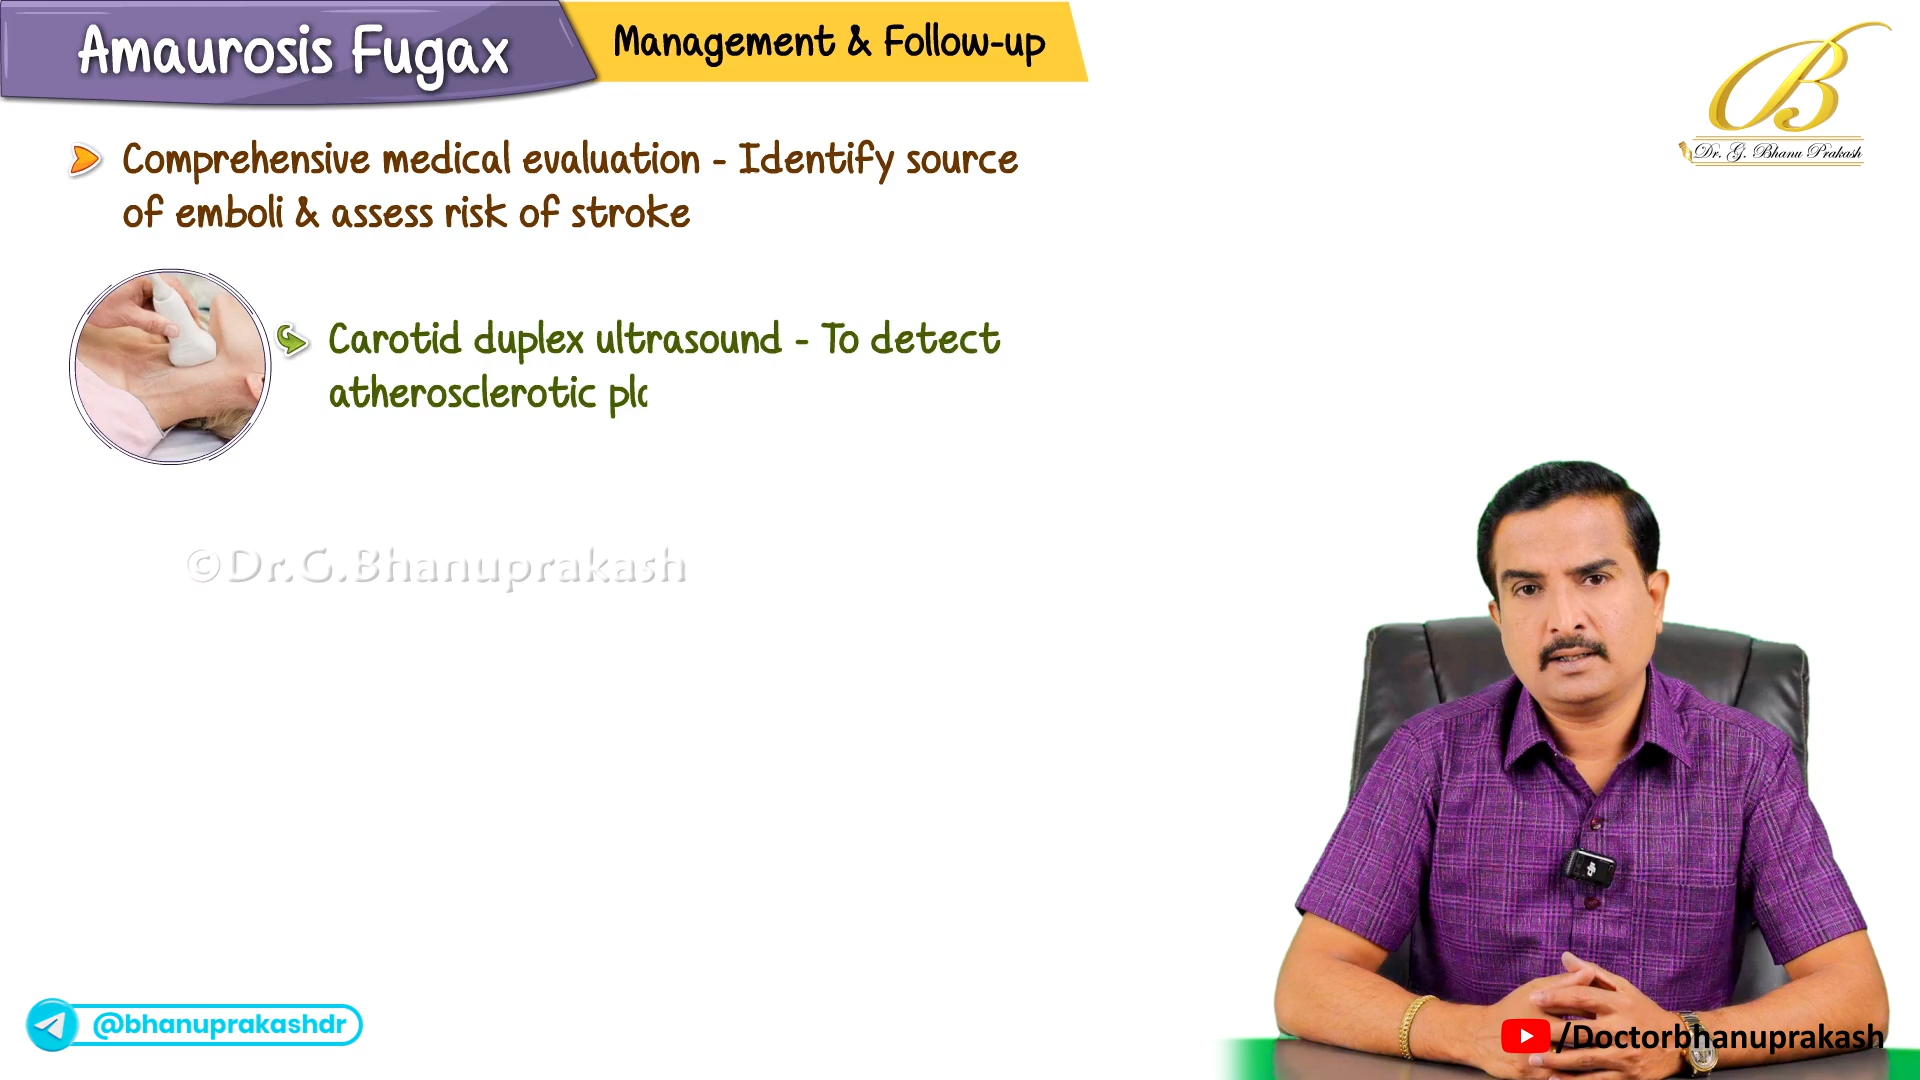 Amaurosis Fugax
Management & Follow-up
Dr. G. Bhanu Prakash
Comprehensive medical evaluation - Identify source
of emboli & assess risk of stroke
Carotid duplex ultrasound - To detect
atherosclerotic
©Dr.G.Bhanuprakash
@bhanuprakashdr
/Doctorbhanuprakash